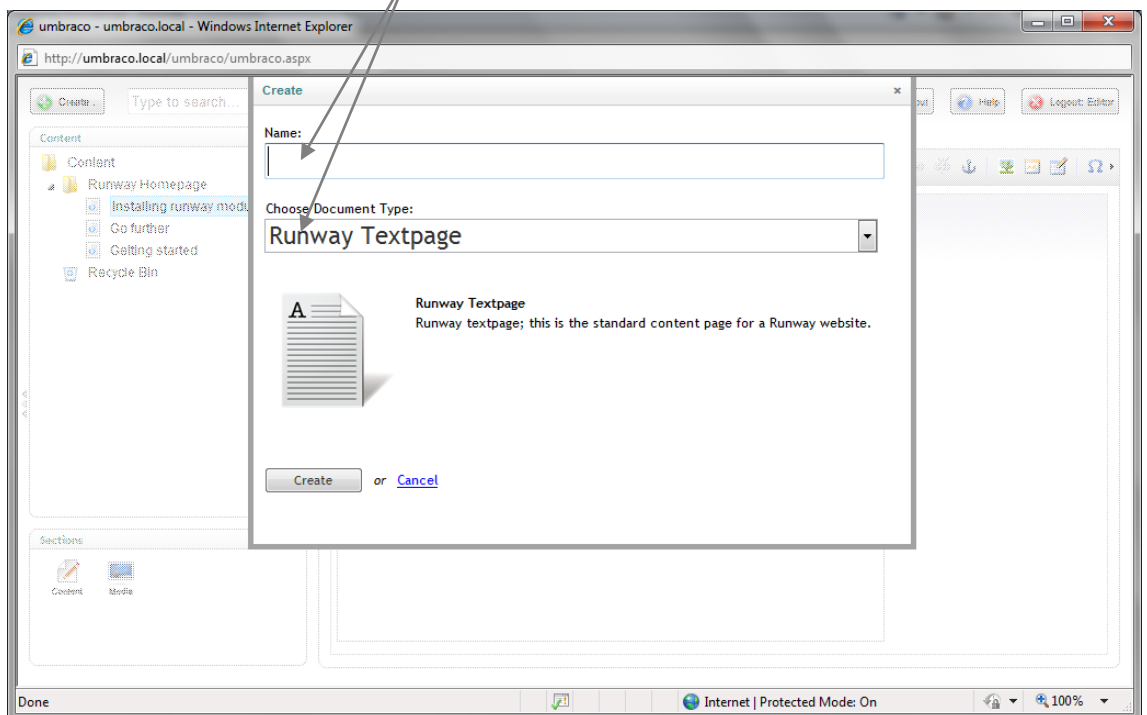 umbraco - umbraco.local - Windows Internet Explorer
http://umbraco.local/umbraco/umbraco.aspx
Create
Type to search...
Create
×
Help
Logout: Editor
Content
Content
Runway Homepage
Installing runway modu
Go further
Getting started
Recycle Bin
Name:
Choose Document Type:
Runway Textpage
A
Runway Textpage
Runway textpage; this is the standard content page for a Runway website.
Create or Cancel
Sections
Content Media
Done
Internet | Protected Mode: On
100%